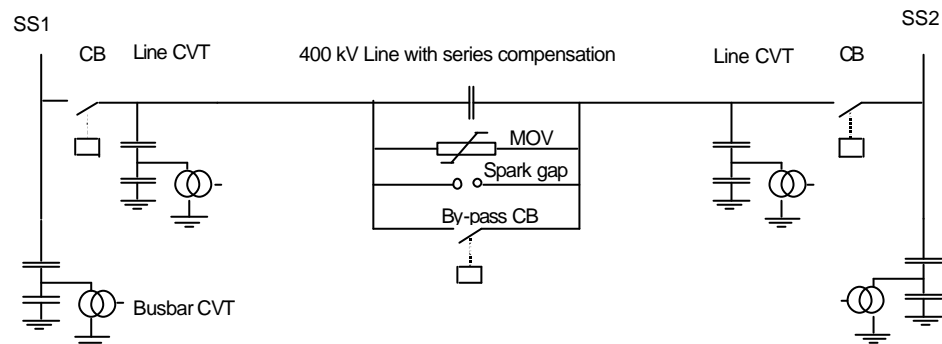 SS1
SS2
CB
Line CVT
400 kV Line with series compensation
Line CVT
CB
MOV
Spark gap
By-pass CB
Busbar CVT